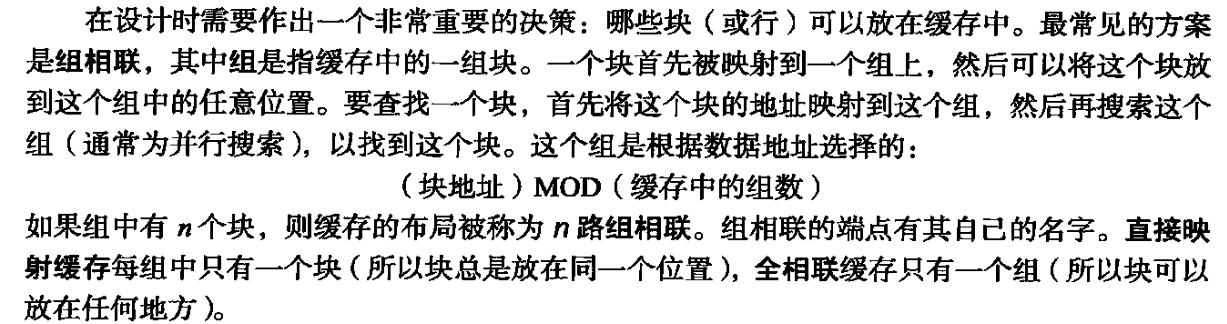 在设计时需要作出一个非常重要的决策：哪些块（或行）可以放在缓存中。最常见的方案
是组相联，其中组是指缓存中的一组块。一个块首先被映射到一个组上，然后可以将这个块放
到这个组中的任意位置。要查找一个块，首先将这个块的地址映射到这个组，然后再搜索这个
组（通常为并行搜索），以找到这个块。这个组是根据数据地址选择的：
（块地址）MOD（缓存中的组数）
如果组中有 n 个块，则缓存的布局被称为 n 路组相联。组相联的端点有其自己的名字。直接映
射缓存每组中只有一个块（所以块总是放在同一个位置），全相联缓存只有一个组（所以块可以
放在任何地方）。